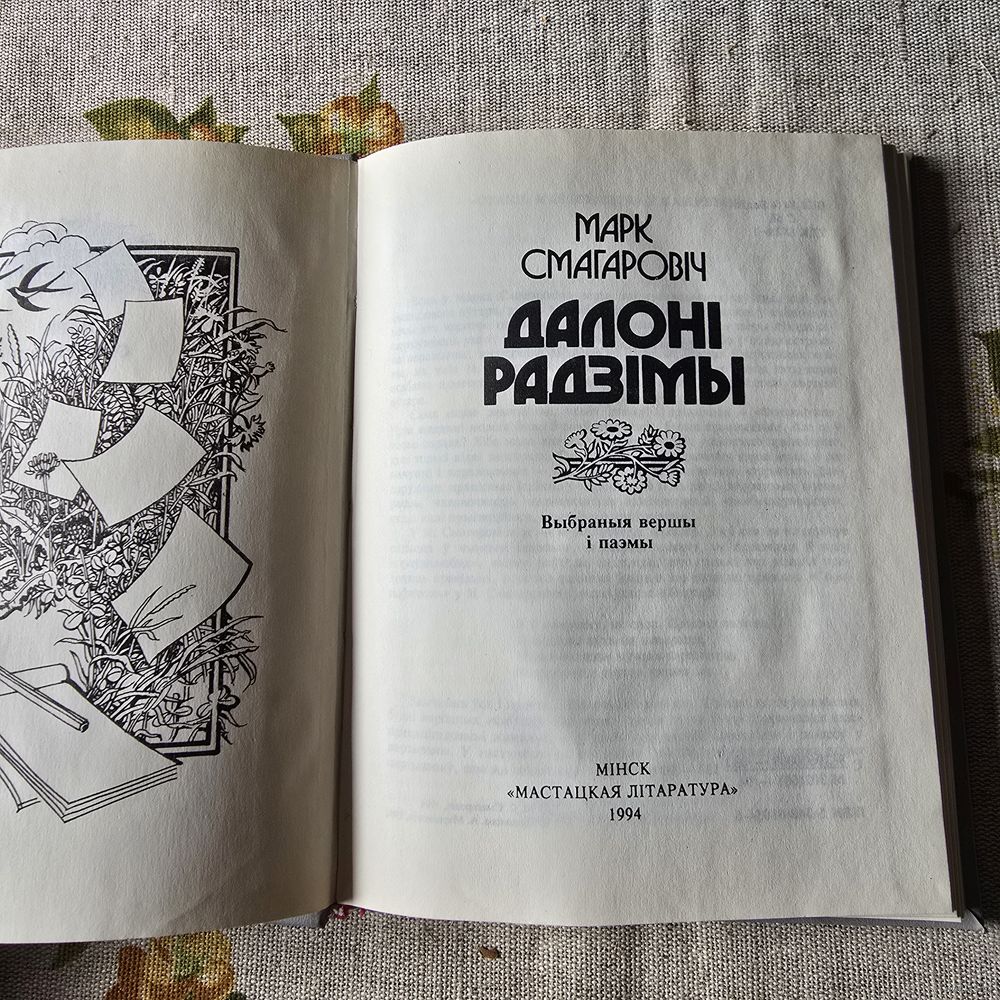 МАРК
СМАГАРОВІЧ
ДАЛОНІ
РАДЗІМЫ
Выбраныя вершы
і паэмы
МІНСК
«МАСТАЦКАЯ ЛІТАРАТУРА»
1994